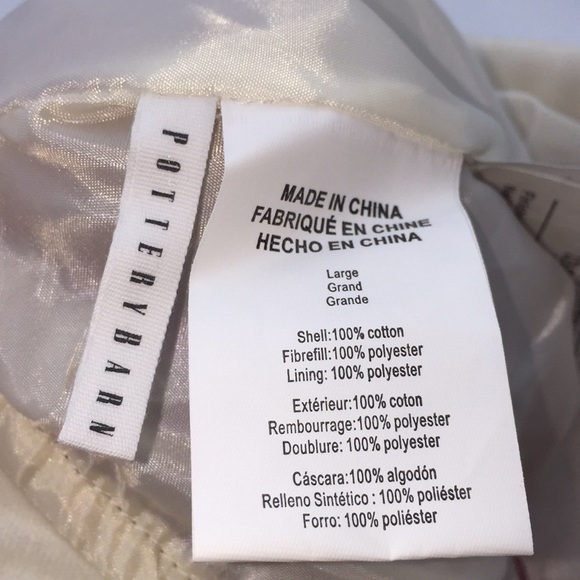 POTTERYBARN
MADE IN CHINA
FABRIQUÉ EN CHINE
HECHO EN CHINA
Large
Grand
Grande
Shell:100% cotton
Fibrefill:100% polyester
Lining: 100% polyester
Extérieur:100% coton
Rembourrage:100% polyester
Doublure: 100% polyester
Cáscara:100% algodón
Relleno Sintético : 100% poliéster
Forro: 100% poliéster